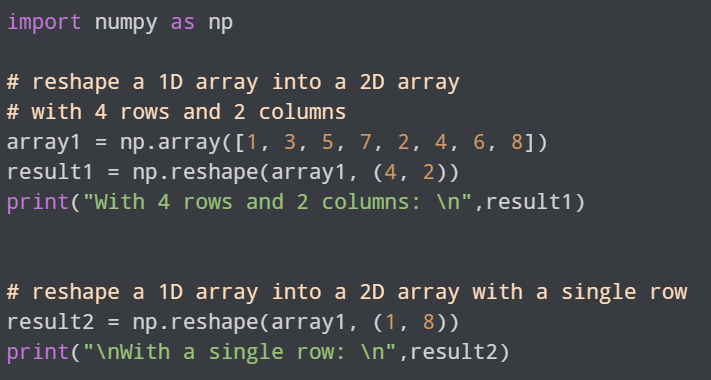 import numpy as np
# reshape a 1D array into a 2D array
# with 4 rows and 2 columns
array1 = np.array([1, 3, 5, 7, 2, 4, 6, 8])
result1 = np.reshape(array1, (4, 2))
print("With 4 rows and 2 columns: \n",result1)
# reshape a 1D array into a 2D array with a single row
result2 = np.reshape(array1, (1, 8))
print("\nWith a single row: \n",result2)